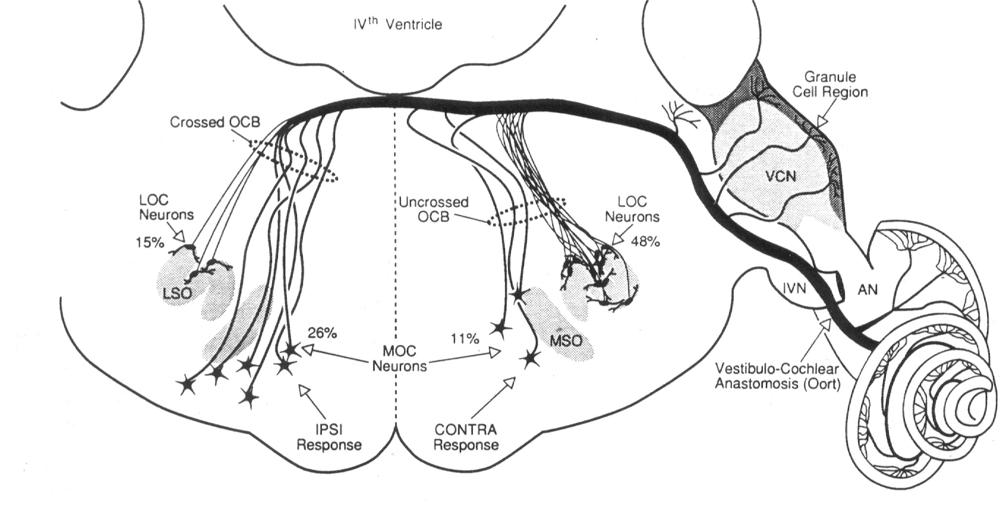 IVth Ventricle
Granule
Cell Region
Crossed OCB
VCN
LOC
Neurons
15%
Uncrossed
OCB
LOC
Neurons
48%
LSO
IVN
AN
26%
11%
MSO
MOC
Neurons
Vestibulo-Cochlear
Anastomosis (Oort)
IPSI
Response
CONTRA
Response